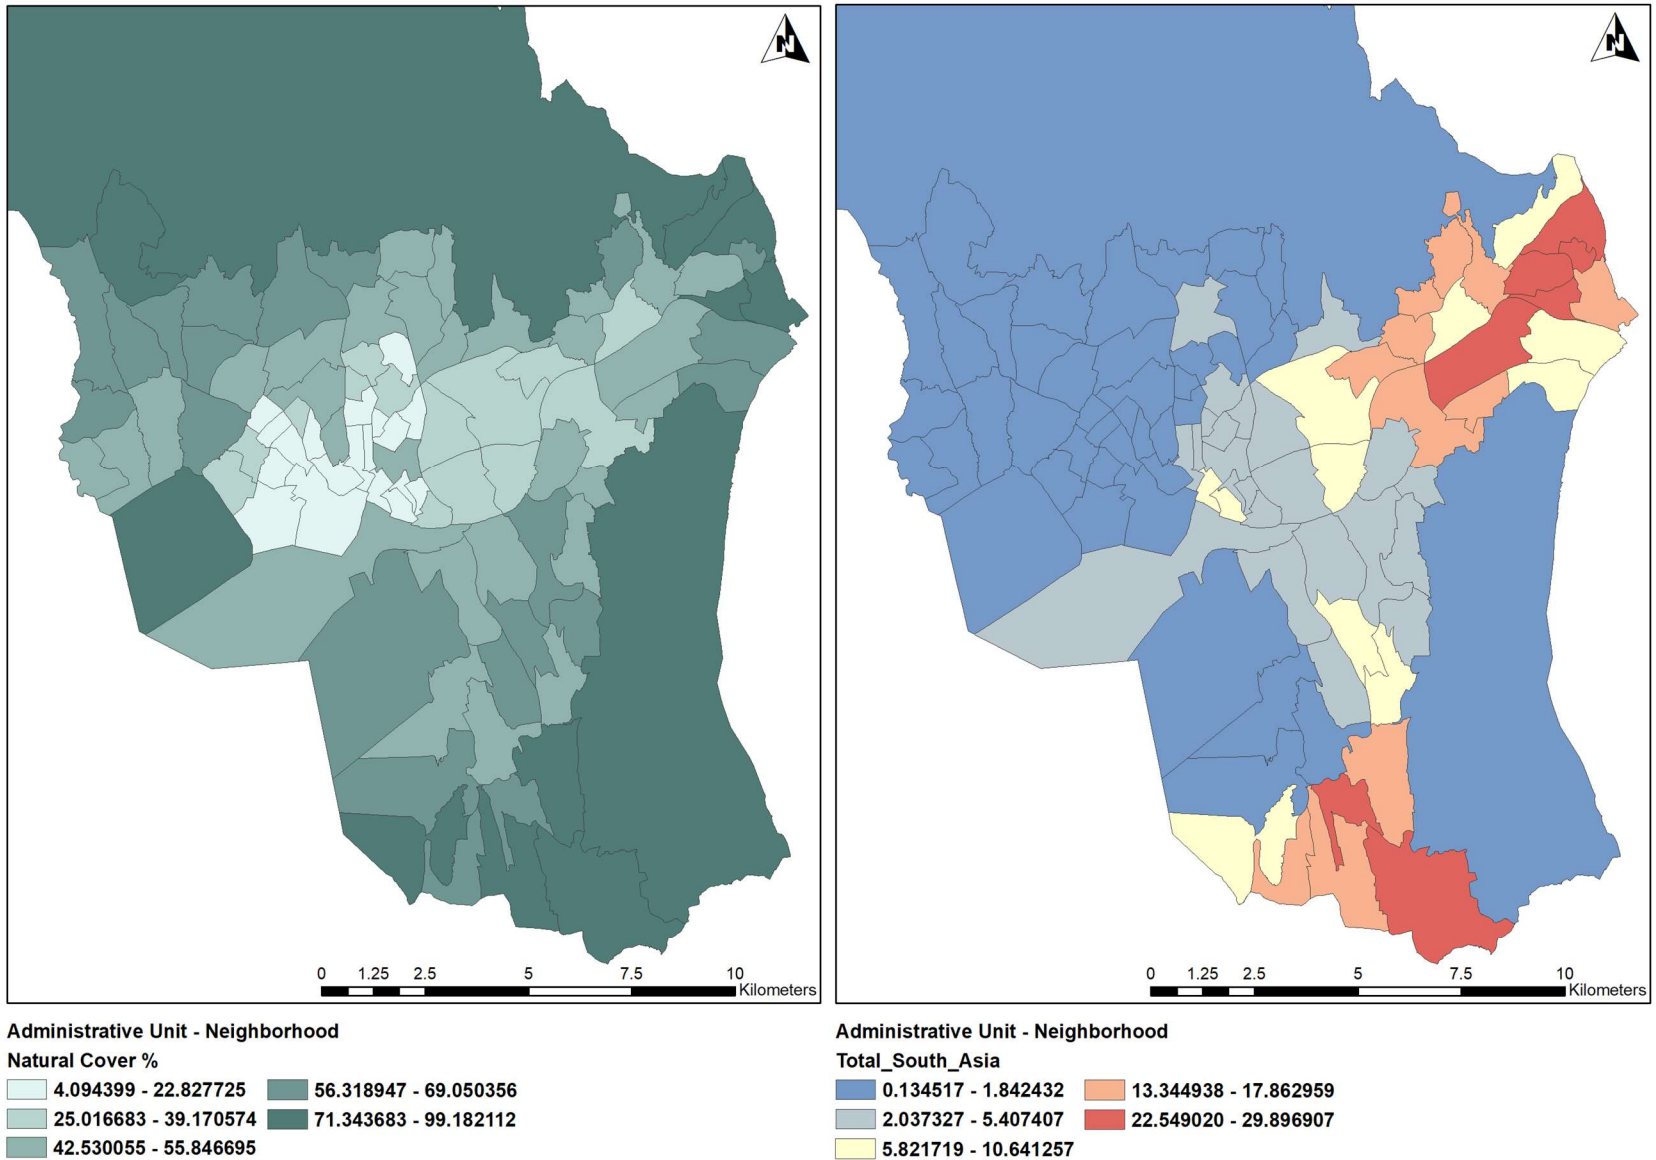 N
N
0 1.25 2.5 5 7.5 10
Kilometers
0 1.25 2.5 5 7.5 10
Kilometers
Administrative Unit - Neighborhood
Natural Cover %
4.094399 - 22.827725
25.016683 - 39.170574
42.530055 - 55.846695
56.318947 - 69.050356
71.343683 - 99.182112
Administrative Unit - Neighborhood
Total_South_Asia
0.134517 - 1.842432
2.037327 - 5.407407
5.821719 - 10.641257
13.344938 - 17.862959
22.549020 - 29.896907